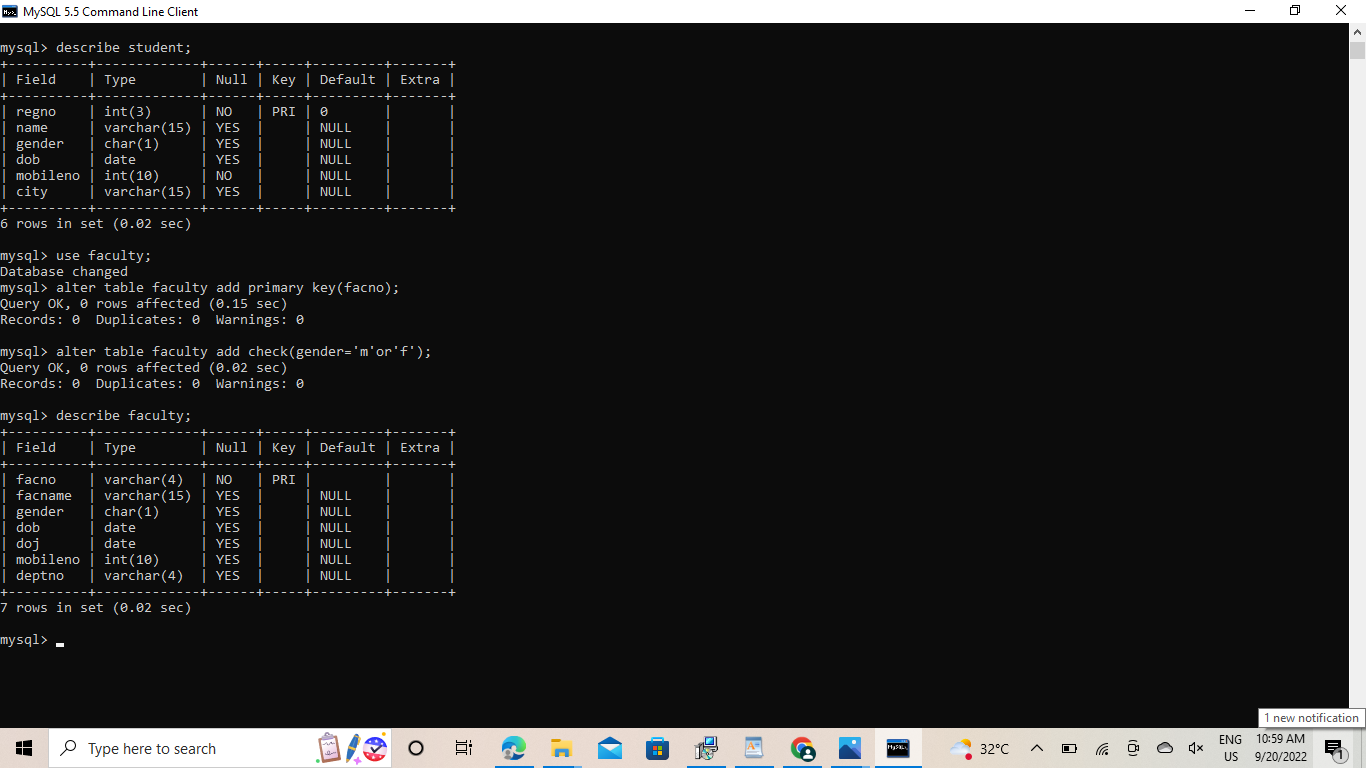 MySQL 5.5 Command Line Client
mysql> describe student;
+----------+-------------+------+-----+---------+-------+
| Field    | Type        | Null | Key | Default | Extra |
+----------+-------------+------+-----+---------+-------+
| regno    | int(3)      | NO   | PRI | 0       |       |
| name     | varchar(15) | YES  |     | NULL    |       |
| gender   | char(1)     | YES  |     | NULL    |       |
| dob      | date        | YES  |     | NULL    |       |
| mobileno | int(10)     | NO   |     | NULL    |       |
| city     | varchar(15) | YES  |     | NULL    |       |
+----------+-------------+------+-----+---------+-------+
6 rows in set (0.02 sec)
mysql> use faculty;
Database changed
mysql> alter table faculty add primary key(facno);
Query OK, 0 rows affected (0.15 sec)
Records: 0  Duplicates: 0  Warnings: 0
mysql> alter table faculty add check(gender='m'or'f');
Query OK, 0 rows affected (0.02 sec)
Records: 0  Duplicates: 0  Warnings: 0
mysql> describe faculty;
+----------+-------------+------+-----+---------+-------+
| Field    | Type        | Null | Key | Default | Extra |
+----------+-------------+------+-----+---------+-------+
| facno    | varchar(4)  | NO   | PRI |         |       |
| facname  | varchar(15) | YES  |     | NULL    |       |
| gender   | char(1)     | YES  |     | NULL    |       |
| dob      | date        | YES  |     | NULL    |       |
| doj      | date        | YES  |     | NULL    |       |
| mobileno | int(10)     | YES  |     | NULL    |       |
| deptno   | varchar(4)  | YES  |     | NULL    |       |
+----------+-------------+------+-----+---------+-------+
7 rows in set (0.02 sec)
mysql> _
1 new notification
Type here to search
32°C
ENG
US
10:59 AM
9/20/2022
1